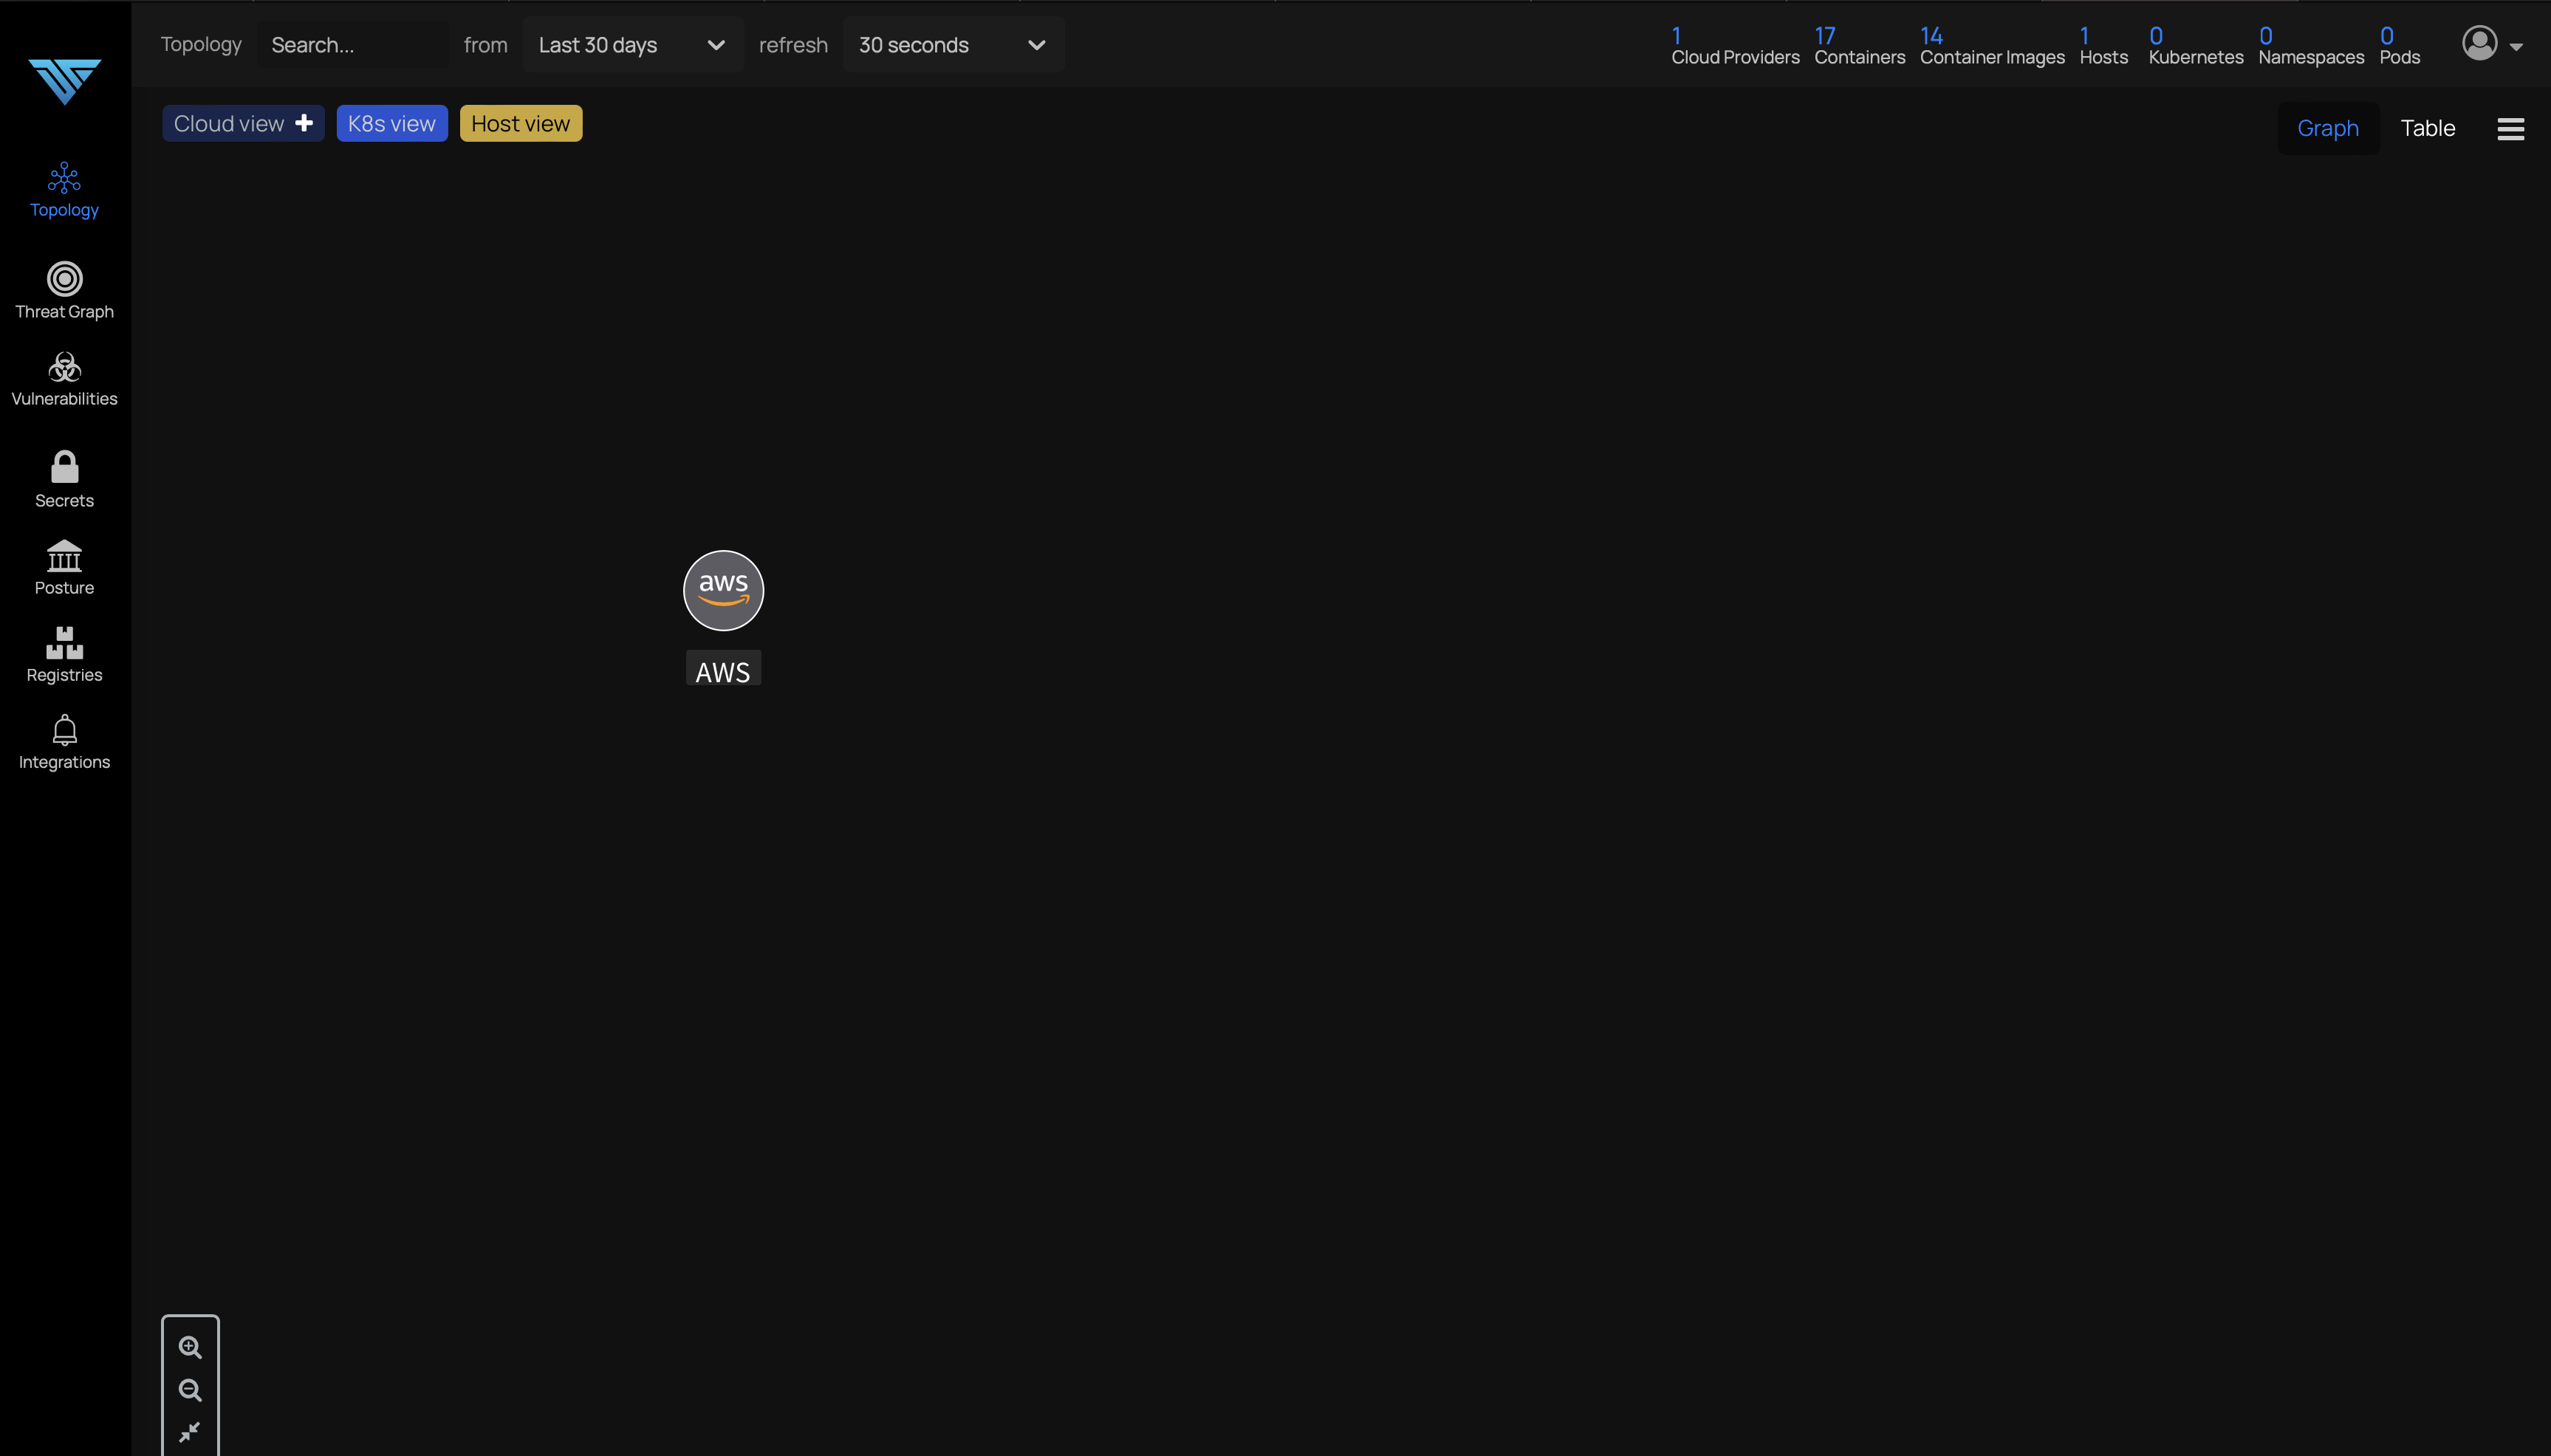 Topology Search... from Last 30 days refresh 30 seconds
1 17 14 1 0 0 0
Cloud Providers Containers Container Images Hosts Kubernetes Namespaces Pods
Cloud view K8s view Host view
Graph Table
Topology
Threat Graph
Vulnerabilities
Secrets
Posture
Registries
Integrations
aws
AWS